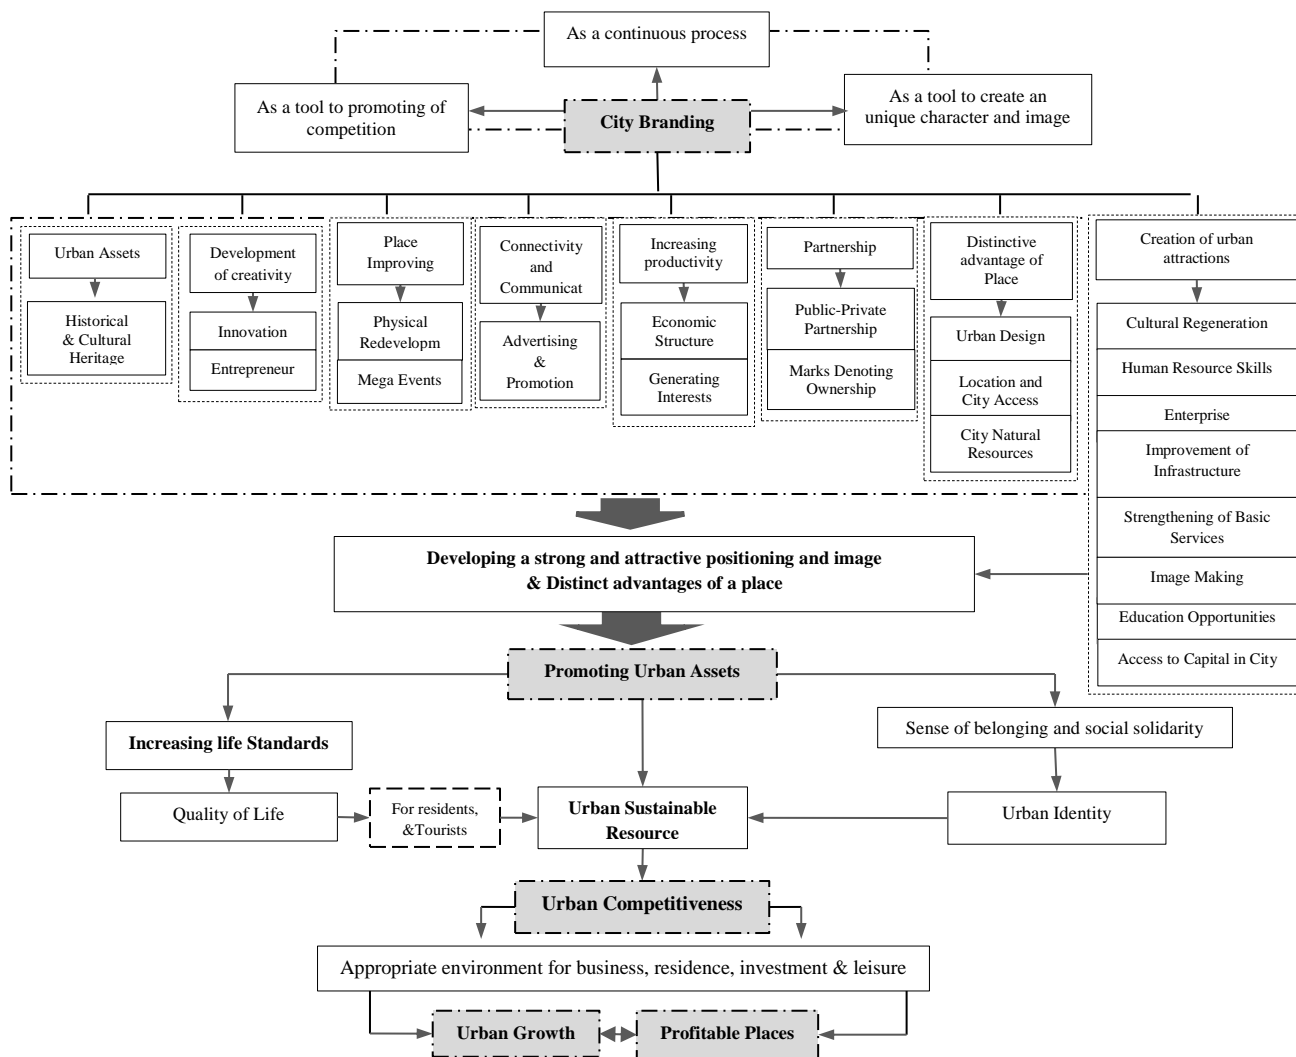 As a continuous process
As a tool to promoting of
competition
City Branding
As a tool to create an
unique character and image
Urban Assets
Historical
& Cultural
Heritage
Development
of creativity
Innovation
Entrepreneur
Place
Improving
Physical
Redevelopm
Mega Events
Connectivity
and
Communicat
Advertising
&
Promotion
Increasing
productivity
Economic
Structure
Generating
Interests
Partnership
Public-Private
Partnership
Marks Denoting
Ownership
Distinctive
advantage of
Place
Urban Design
Location and
City Access
City Natural
Resources
Creation of urban
attractions
Cultural Regeneration
Human Resource Skills
Enterprise
Improvement of
Infrastructure
Strengthening of Basic
Services
Image Making
Education Opportunities
Access to Capital in City
Developing a strong and attractive positioning and image
& Distinct advantages of a place
Promoting Urban Assets
Increasing life Standards
Sense of belonging and social solidarity
Quality of Life
For residents,
&Tourists
Urban Sustainable
Resource
Urban Identity
Urban Competitiveness
Appropriate environment for business, residence, investment & leisure
Urban Growth
Profitable Places